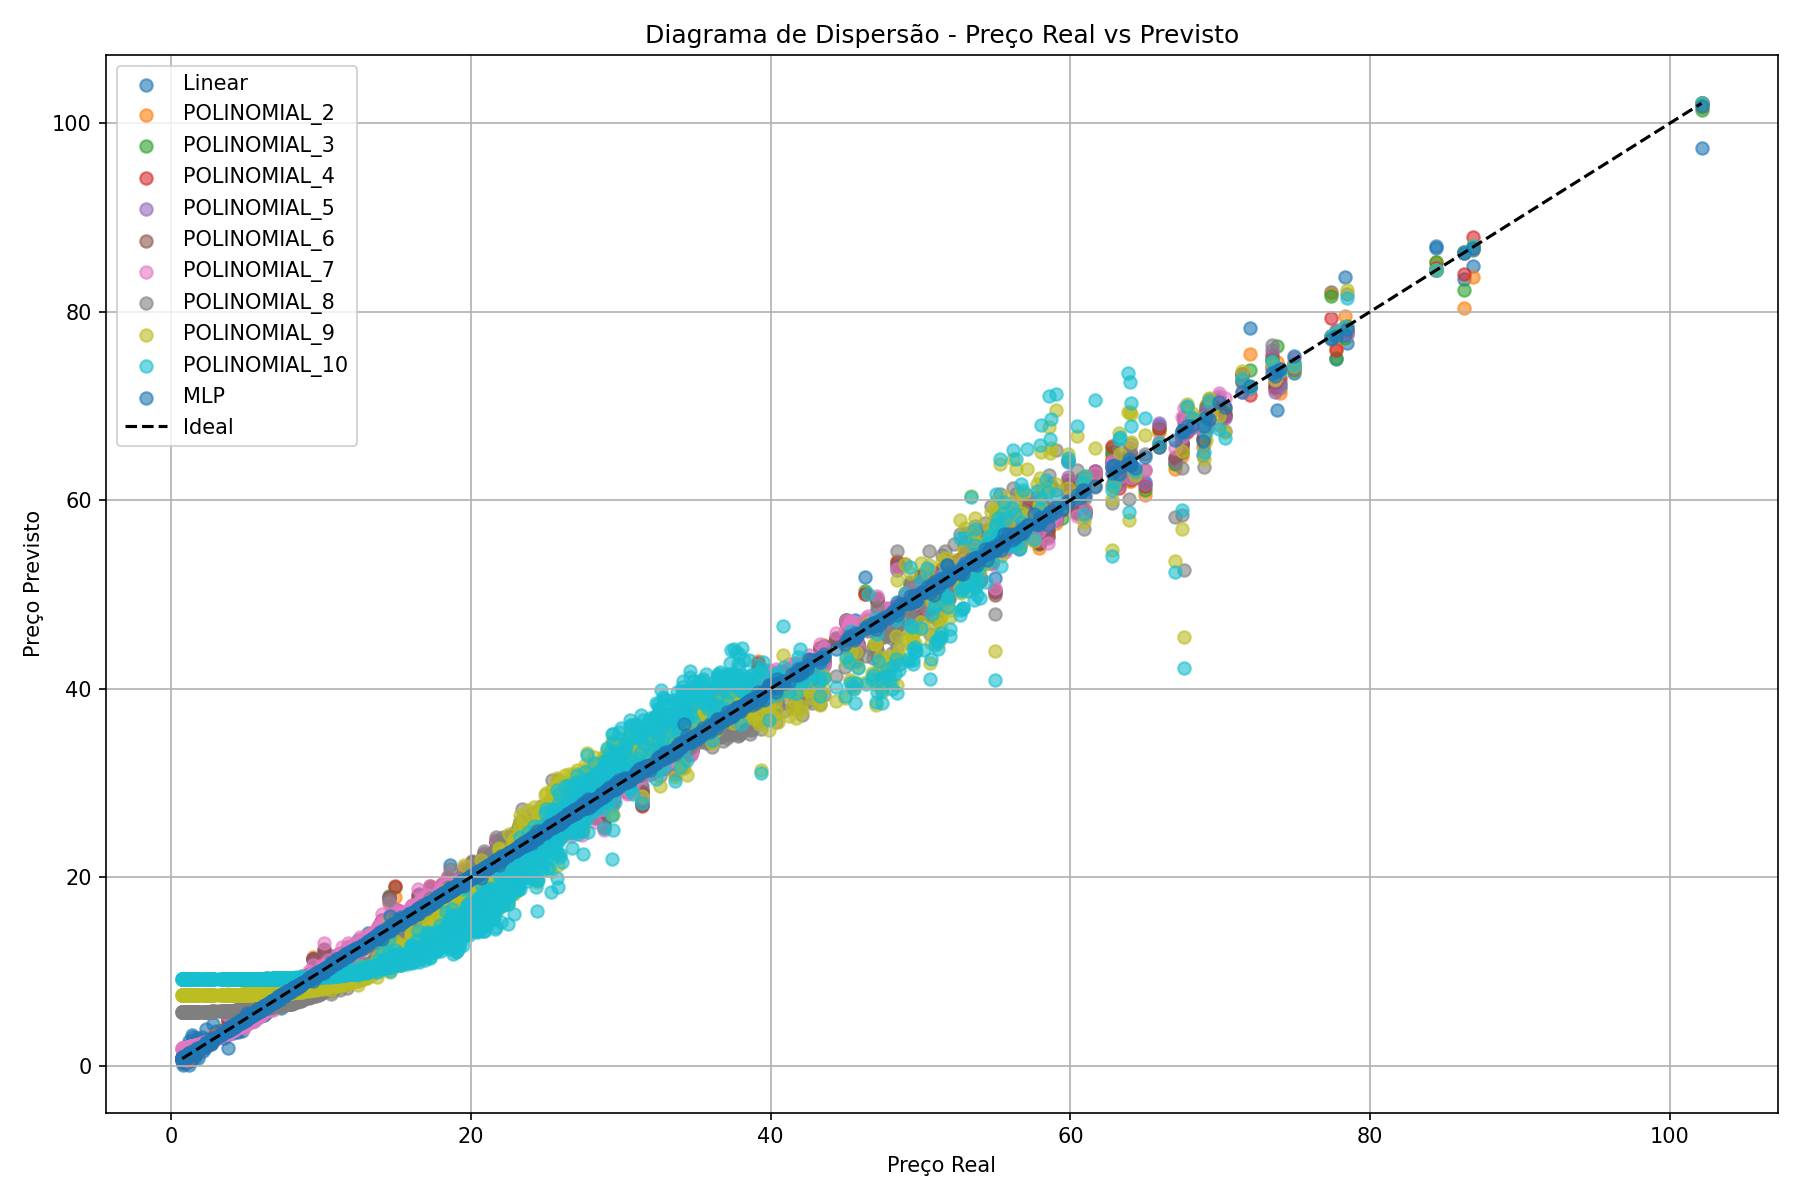 Diagrama de Dispersão - Preço Real vs Previsto
Linear
POLINOMIAL_2
POLINOMIAL_3
POLINOMIAL_4
POLINOMIAL_5
POLINOMIAL_6
POLINOMIAL_7
POLINOMIAL_8
POLINOMIAL_9
POLINOMIAL_10
MLP
Ideal
Preço Previsto
100
80
60
40
20
0
0 20 40 60 80 100
Preço Real